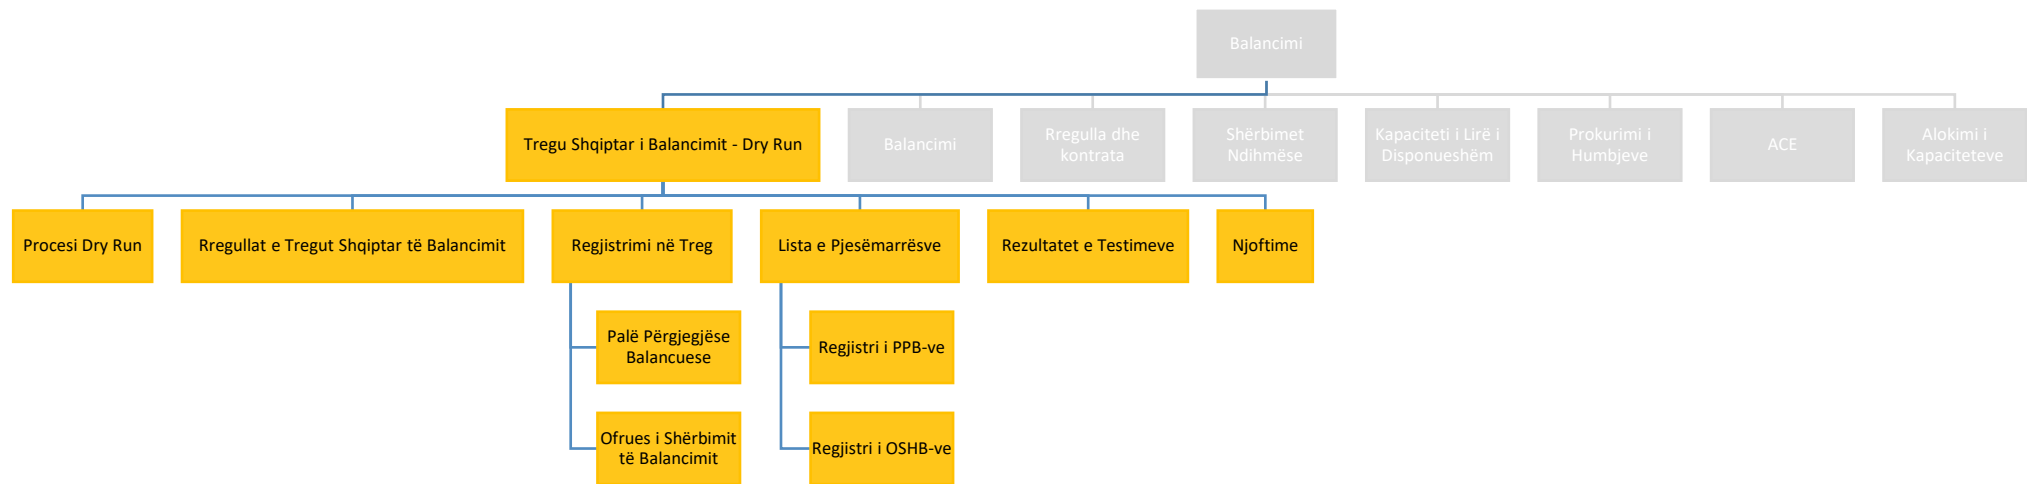 Balancimi
Tregu Shqiptar i Balancimit - Dry Run
Balancimi
Rregulla dhe
kontrata
Shërbimet
Ndihmëse
Kapaciteti i Lirë i
Disponueshëm
Prokurimi i
Humbjeve
ACE
Alokimi i
Kapaciteteve
Procesi Dry Run
Rregullat e Tregut Shqiptar të Balancimit
Regjistrimi në Treg
Lista e Pjesëmarrësve
Rezultatet e Testimeve
Njoftime
Palë Përgjegjëse
Balancuese
Regjistri i PPB-ve
Ofrues i Shërbimit
të Balancimit
Regjistri i OSHB-ve